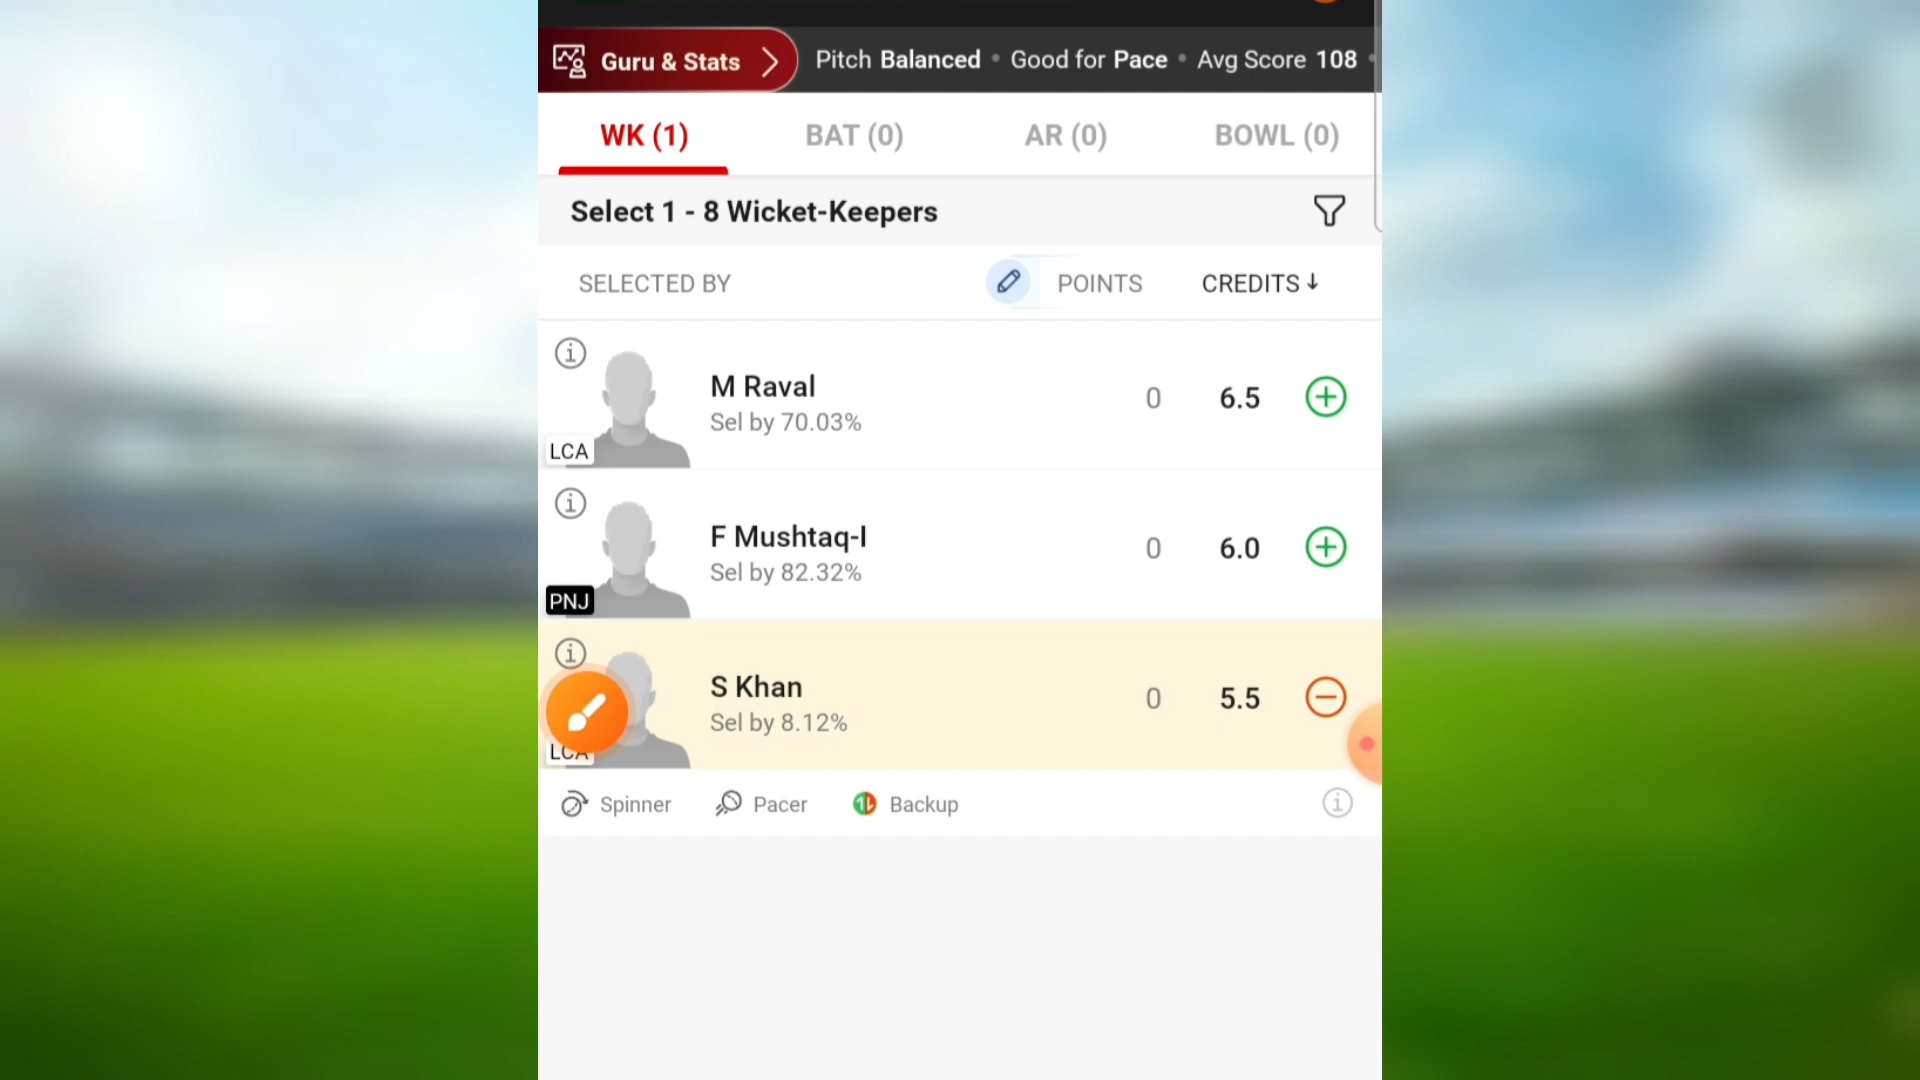 Guru & Stats
Pitch Balanced • Good for Pace • Avg Score 108 •
WK (1) BAT (0) AR (0) BOWL (0)
Select 1 - 8 Wicket-Keepers
SELECTED BY POINTS CREDITS↓
M Raval
Sel by 70.03%
0 6.5
LCA
F Mushtaq-I
Sel by 82.32%
0 6.0
PNJ
S Khan
Sel by 8.12%
0 5.5
LCA
Spinner Pacer Backup